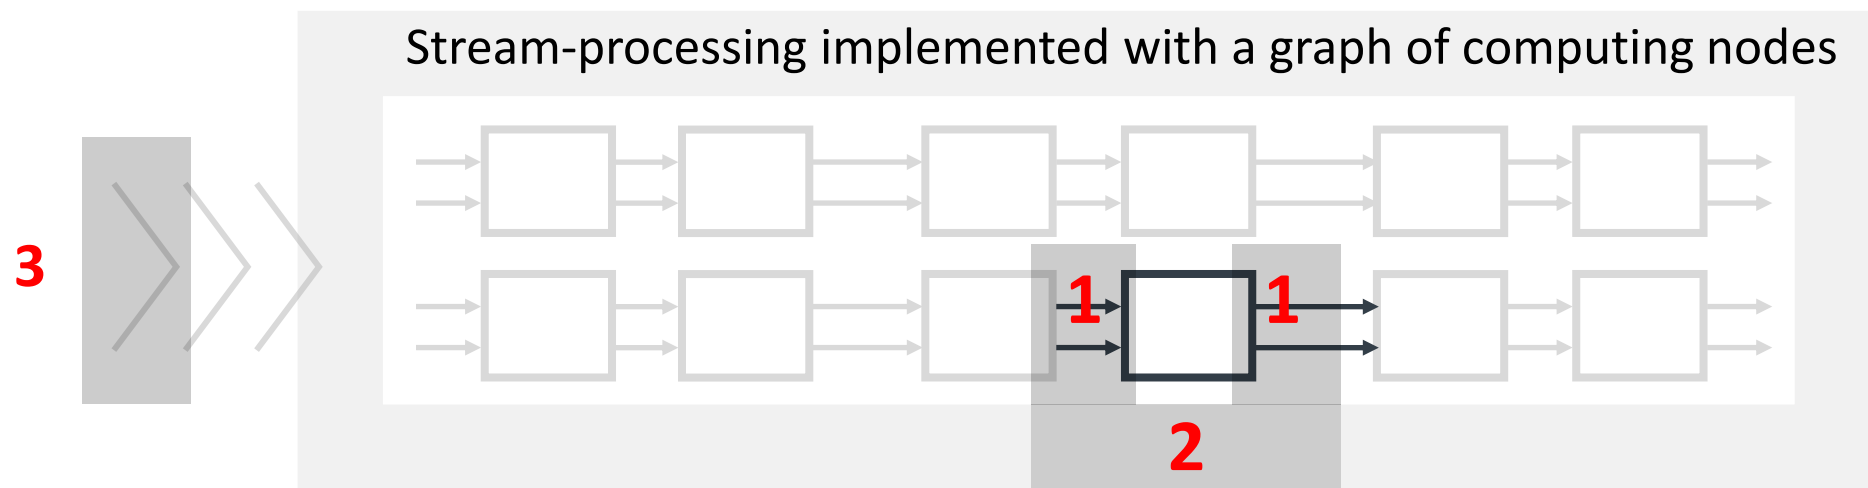 Stream-processing implemented with a graph of computing nodes
3
1 1
2